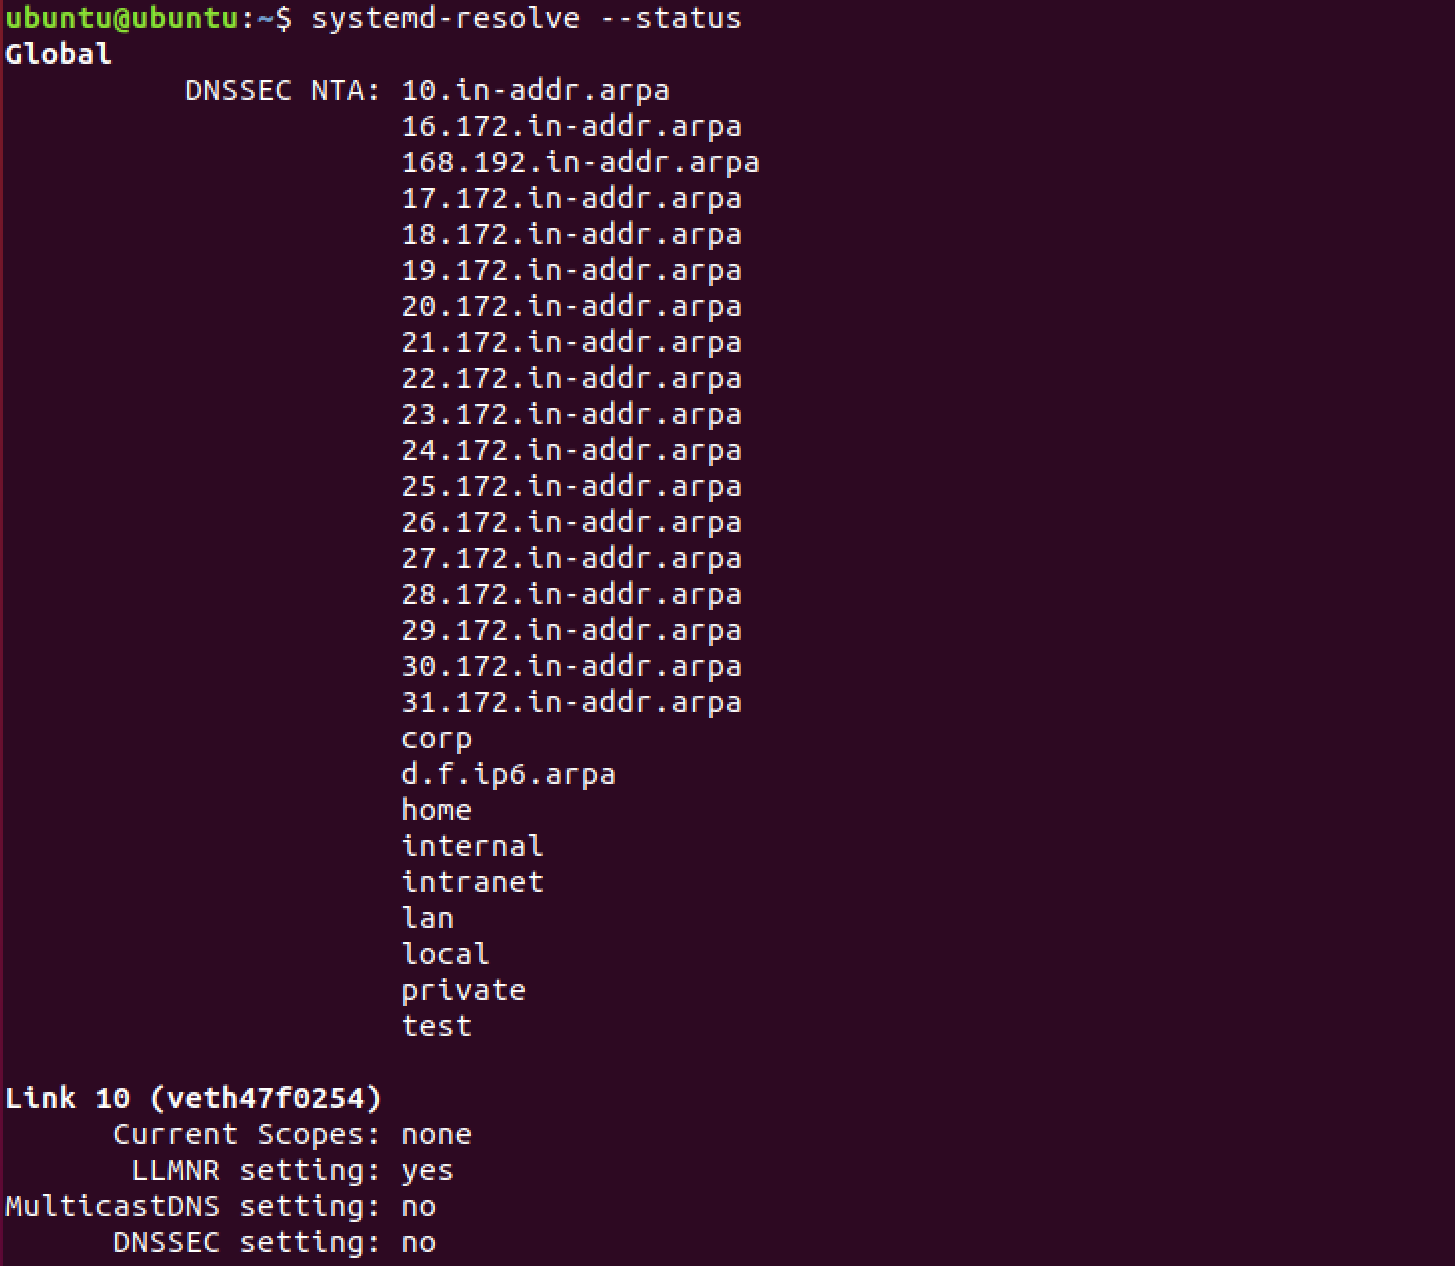 ubuntu@ubuntu:~$ systemd-resolve --status
Global
DNSSEC NTA: 10.in-addr.arpa
16.172.in-addr.arpa
168.192.in-addr.arpa
17.172.in-addr.arpa
18.172.in-addr.arpa
19.172.in-addr.arpa
20.172.in-addr.arpa
21.172.in-addr.arpa
22.172.in-addr.arpa
23.172.in-addr.arpa
24.172.in-addr.arpa
25.172.in-addr.arpa
26.172.in-addr.arpa
27.172.in-addr.arpa
28.172.in-addr.arpa
29.172.in-addr.arpa
30.172.in-addr.arpa
31.172.in-addr.arpa
corp
d.f.ip6.arpa
home
internal
intranet
lan
local
private
test
Link 10 (veth47f0254)
Current Scopes: none
LLMNR setting: yes
MulticastDNS setting: no
DNSSEC setting: no